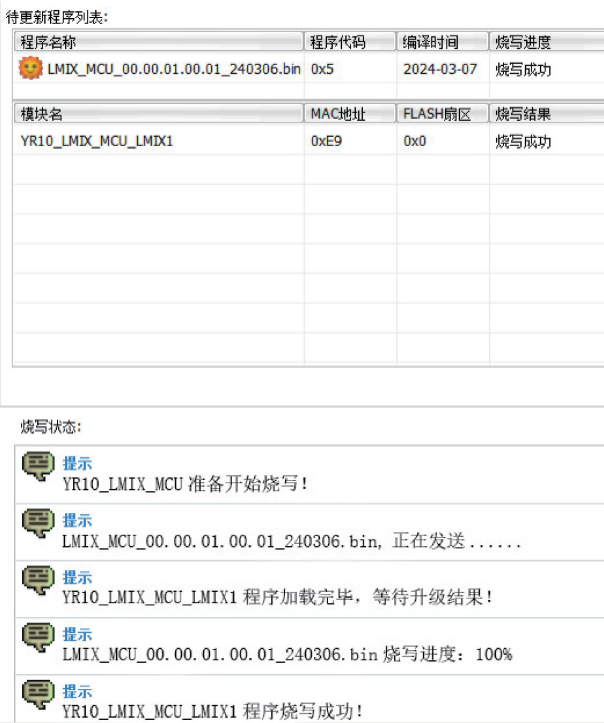 待更新程序列表:
程序名称 程序代码 编译时间 烧写进度
LMIX_MCU_00.00.01.00.01_240306.bin 0x5 2024-03-07 烧写成功
模块名 MAC地址 FLASH扇区 烧写结果
YR10_LMIX_MCU_LMIX1 0xE9 0x0 烧写成功
烧写状态:
提示
YR10_LMIX_MCU 准备开始烧写!
提示
LMIX_MCU_00.00.01.00.01_240306.bin, 正在发送......
提示
YR10_LMIX_MCU_LMIX1 程序加载完毕，等待升级结果!
提示
LMIX_MCU_00.00.01.00.01_240306.bin 烧写进度: 100%
提示
YR10_LMIX_MCU_LMIX1 程序烧写成功!